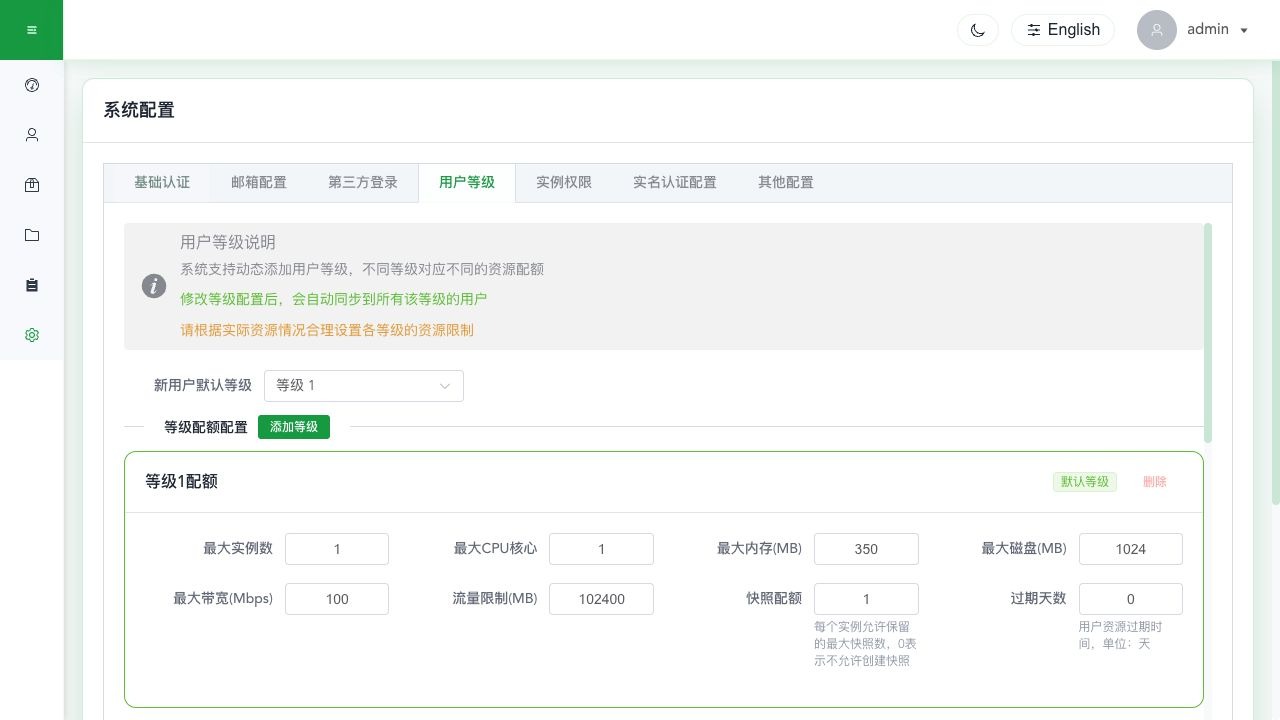 English
admin
系统配置
基础认证 邮箱配置 第三方登录 用户等级 实例权限 实名认证配置 其他配置
用户等级说明
系统支持动态添加用户等级，不同等级对应不同的资源配额
修改等级配置后，会自动同步到所有该等级的用户
请根据实际资源情况合理设置各等级的资源限制
新用户默认等级 等级 1
等级配额配置 添加等级
等级1配额 默认等级 删除
最大实例数 1 最大CPU核心 1 最大内存(MB) 350 最大磁盘(MB) 1024
最大带宽(Mbps) 100 流量限制(MB) 102400 快照配额 1 过期天数 0
每个实例允许保留
的最大快照数，0表
示不允许创建快照
用户资源过期时
间，单位：天